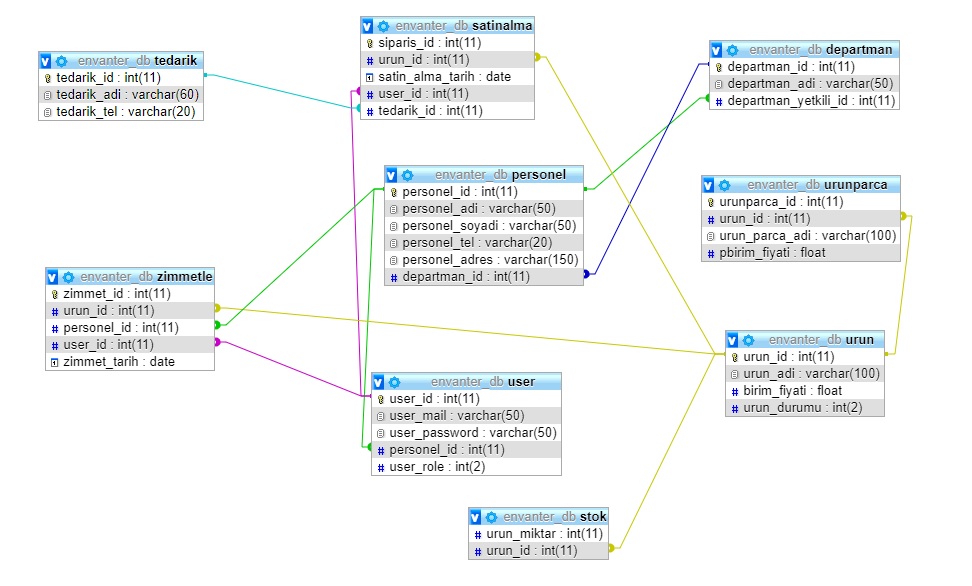 envanter_db tedarik
tedarik_id : int(11)
tedarik_adi : varchar(60)
tedarik_tel : varchar(20)
envanter_db satinalma
siparis_id : int(11)
urun_id : int(11)
satin_alma_tarih : date
user_id : int(11)
tedarik_id : int(11)
envanter_db departman
departman_id : int(11)
departman_adi : varchar(50)
departman_yetkili_id : int(11)
envanter_db personel
personel_id : int(11)
personel_adi : varchar(50)
personel_soyadi : varchar(50)
personel_tel : varchar(20)
personel_adres : varchar(150)
departman_id : int(11)
envanter_db urunparca
urunparca_id : int(11)
urun_id : int(11)
urun_parca_adi : varchar(100)
pbirim_fiyati : float
envanter_db zimmetle
zimmet_id : int(11)
urun_id : int(11)
personel_id : int(11)
user_id : int(11)
zimmet_tarih : date
envanter_db urun
urun_id : int(11)
urun_adi : varchar(100)
birim_fiyati : float
urun_durumu : int(2)
envanter_db user
user_id : int(11)
user_mail : varchar(50)
user_password : varchar(50)
personel_id : int(11)
user_role : int(2)
envanter_db stok
urun_miktar : int(11)
urun_id : int(11)